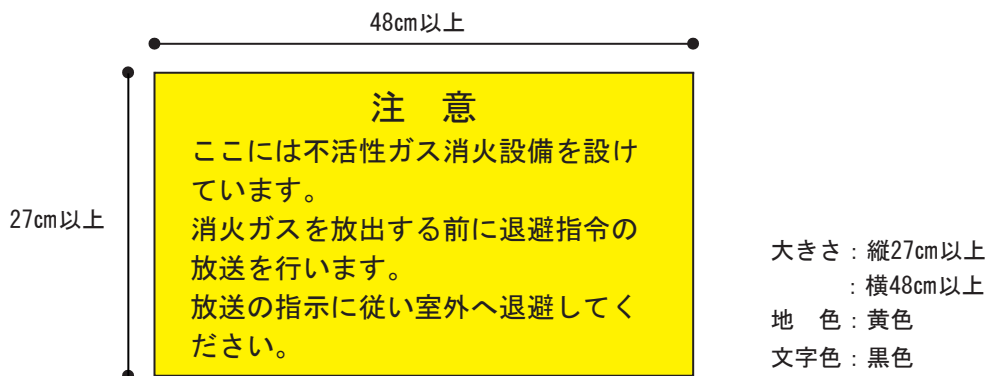 48㎝以上
注　意
ここには不活性ガス消火設備を設け
ています。
消火ガスを放出する前に退避指令の
放送を行います。
放送の指示に従い室外へ退避してく
ださい。
27㎝以上
大きさ：縦27㎝以上
：横48㎝以上
地　色：黄色
文字色：黒色